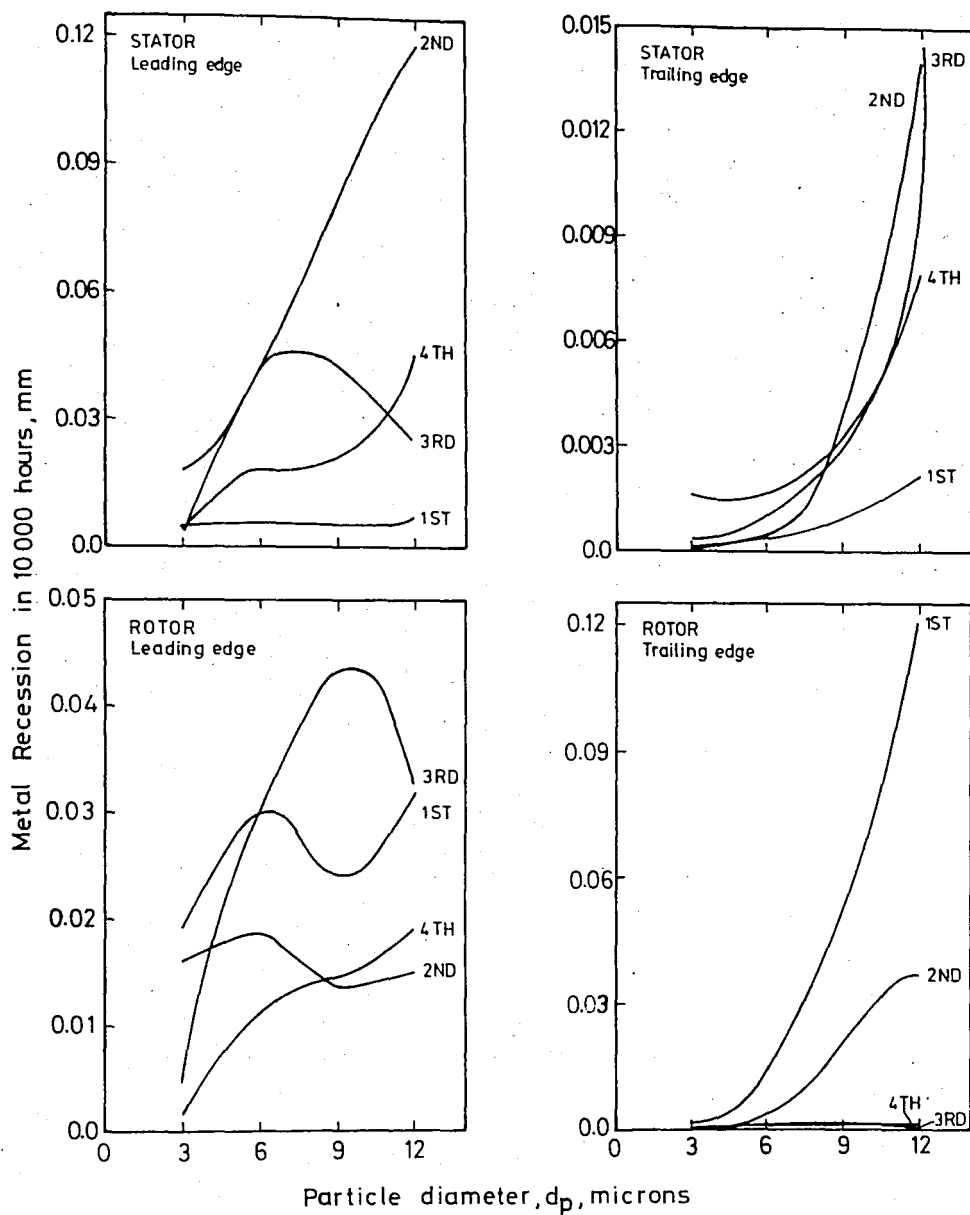 Metal Recession in 10000 hours, mm
STATOR
Leading edge
0.12
0.09
0.06
0.03
0.0
2ND
4TH
3RD
1ST
STATOR
Trailing edge
0.015
0.012
0.009
0.006
0.003
0.0
3RD
2ND
4TH
1ST
ROTOR
Leading edge
0.05
0.04
0.03
0.02
0.01
0.0
3RD
1ST
4TH
2ND
0 3 6 9 12
ROTOR
Trailing edge
0.12
0.09
0.06
0.03
0.0
1ST
2ND
4TH
3RD
0 3 6 9 12
Particle diameter, dp, microns